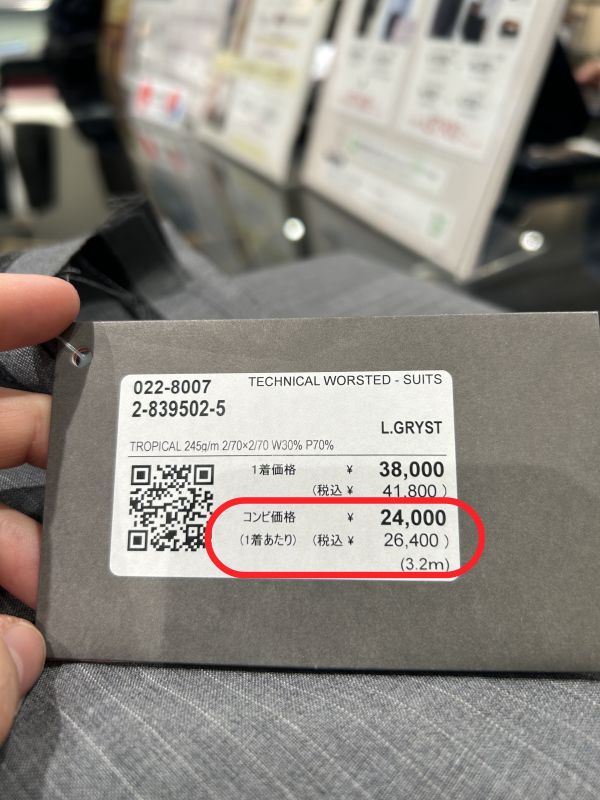 022-8007 TECHNICAL WORSTED - SUITS
2-839502-5
L.GRYST
TROPICAL 245g/m 2/70×2/70 W30% P70%
1着価格 ¥ 38,000
(税込 ¥ 41,800 )
コンビ価格 ¥ 24,000
(1着あたり) (税込 ¥ 26,400 )
(3.2m)